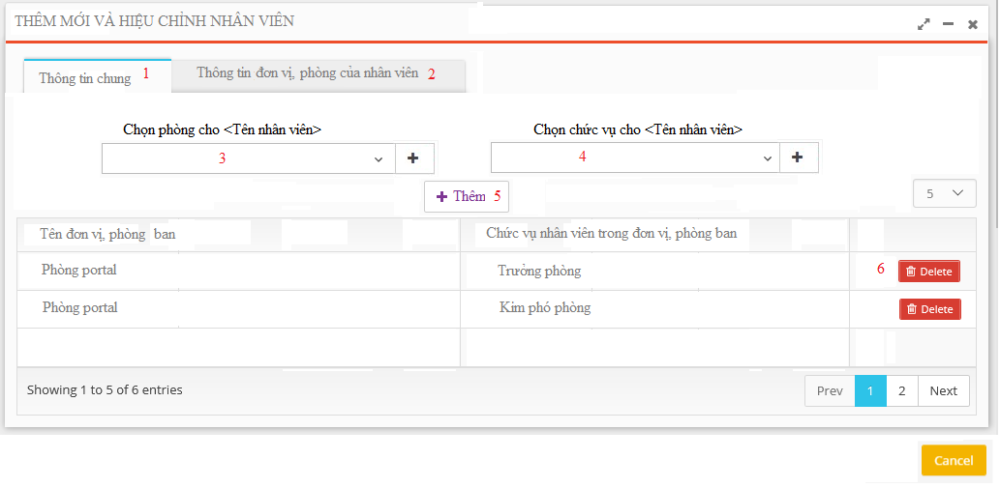 THÊM MỚI VÀ HIỆU CHỈNH NHÂN VIÊN
Thông tin chung 1
Thông tin đơn vị, phòng của nhân viên 2
Chọn phòng cho <Tên nhân viên>
Chọn chức vụ cho <Tên nhân viên>
3
4
+ Thêm 5
5
Tên đơn vị, phòng ban
Chức vụ nhân viên trong đơn vị, phòng ban
Phòng portal
Trưởng phòng
6
Delete
Phòng portal
Kim phó phòng
Delete
Showing 1 to 5 of 6 entries
Prev 1 2 Next
Cancel